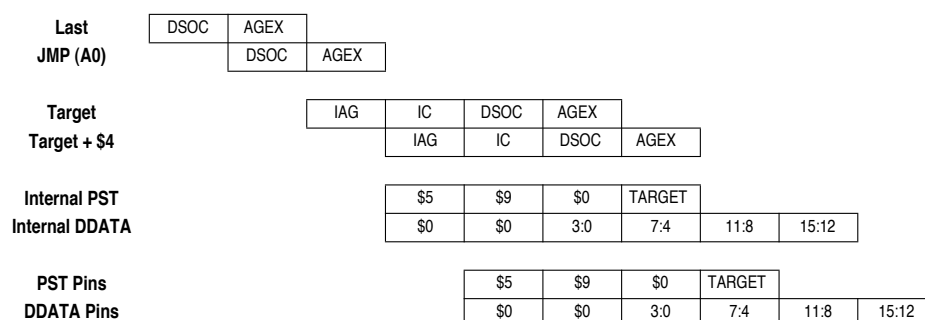 Last DSOC AGEX
JMP (A0) DSOC AGEX
Target IAG IC DSOC AGEX
Target + $4 IAG IC DSOC AGEX
Internal PST $5 $9 $0 TARGET
Internal DDATA $0 $0 3:0 7:4 11:8 15:12
PST Pins $5 $9 $0 TARGET
DDATA Pins $0 $0 3:0 7:4 11:8 15:12